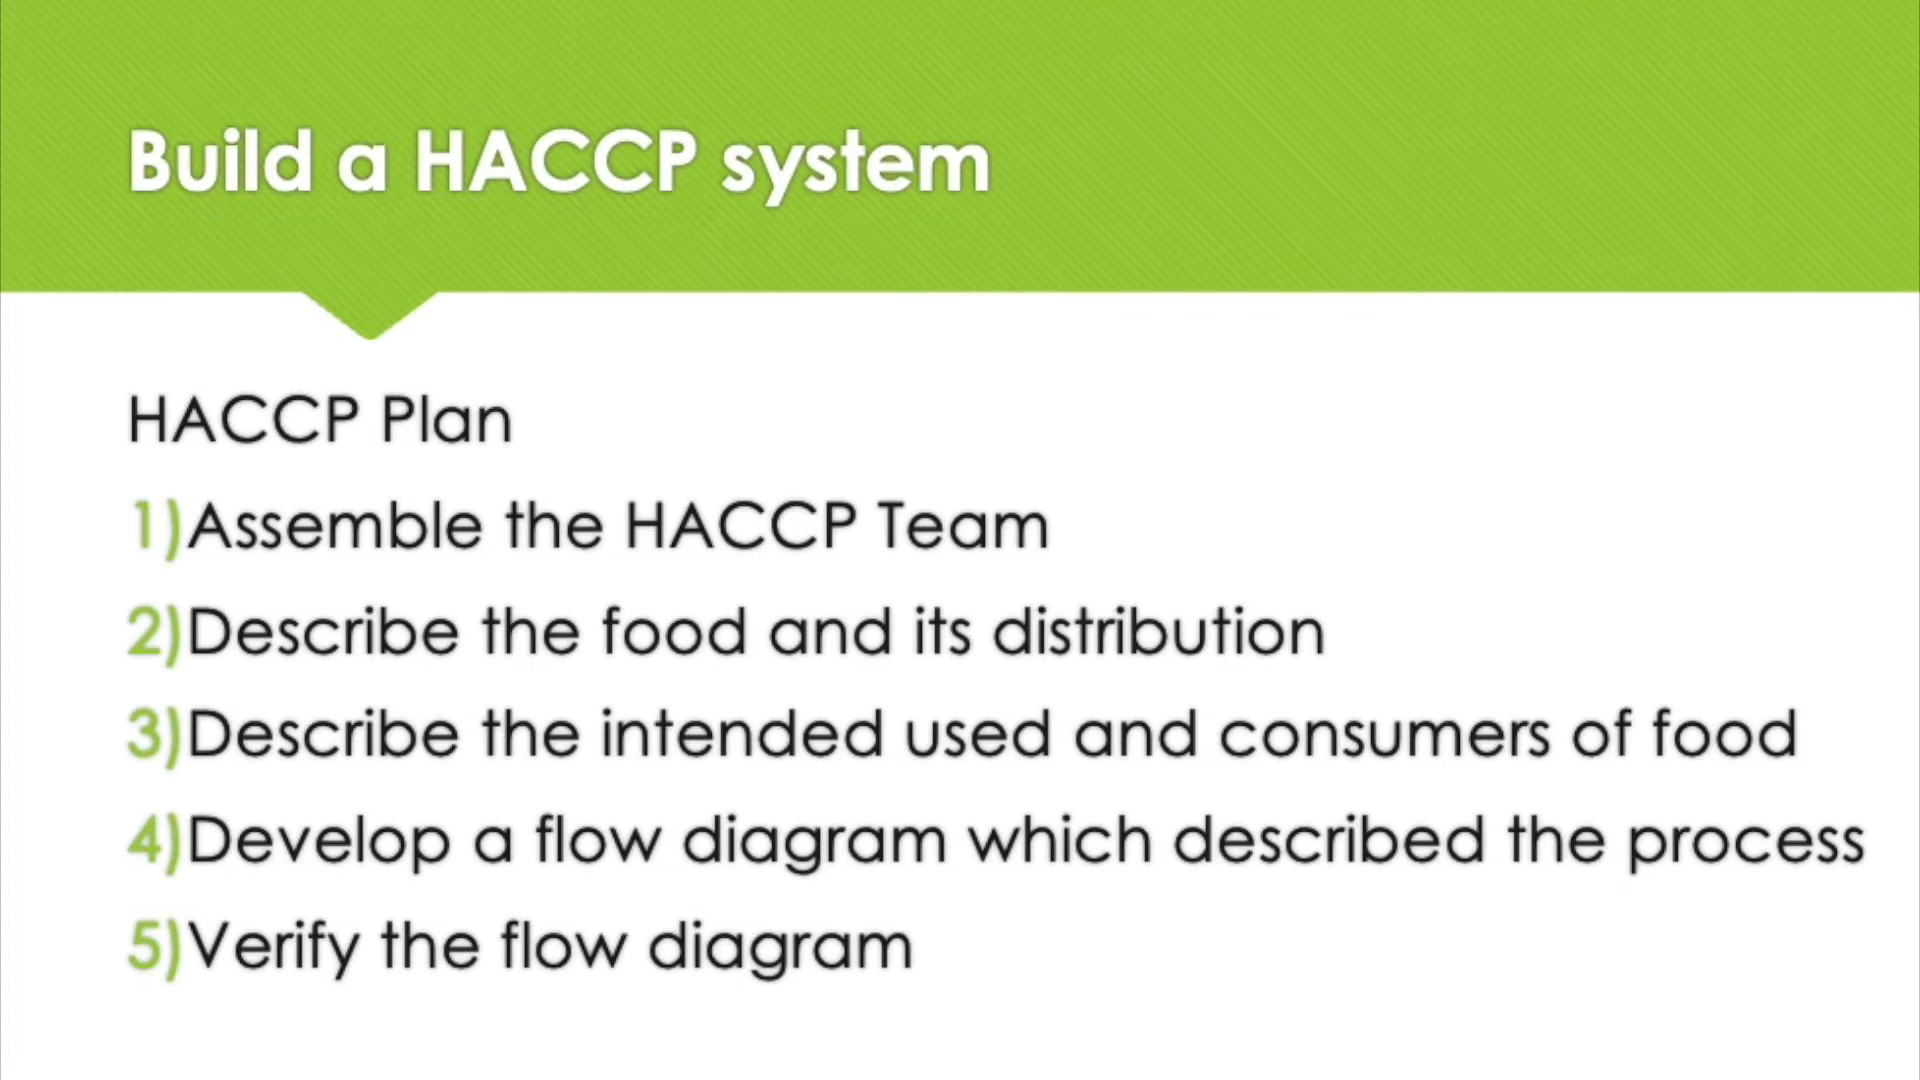 Build a HACCP system
HACCP Plan
1)Assemble the HACCP Team
2)Describe the food and its distribution
3)Describe the intended used and consumers of food
4)Develop a flow diagram which described the process
5)Verify the flow diagram